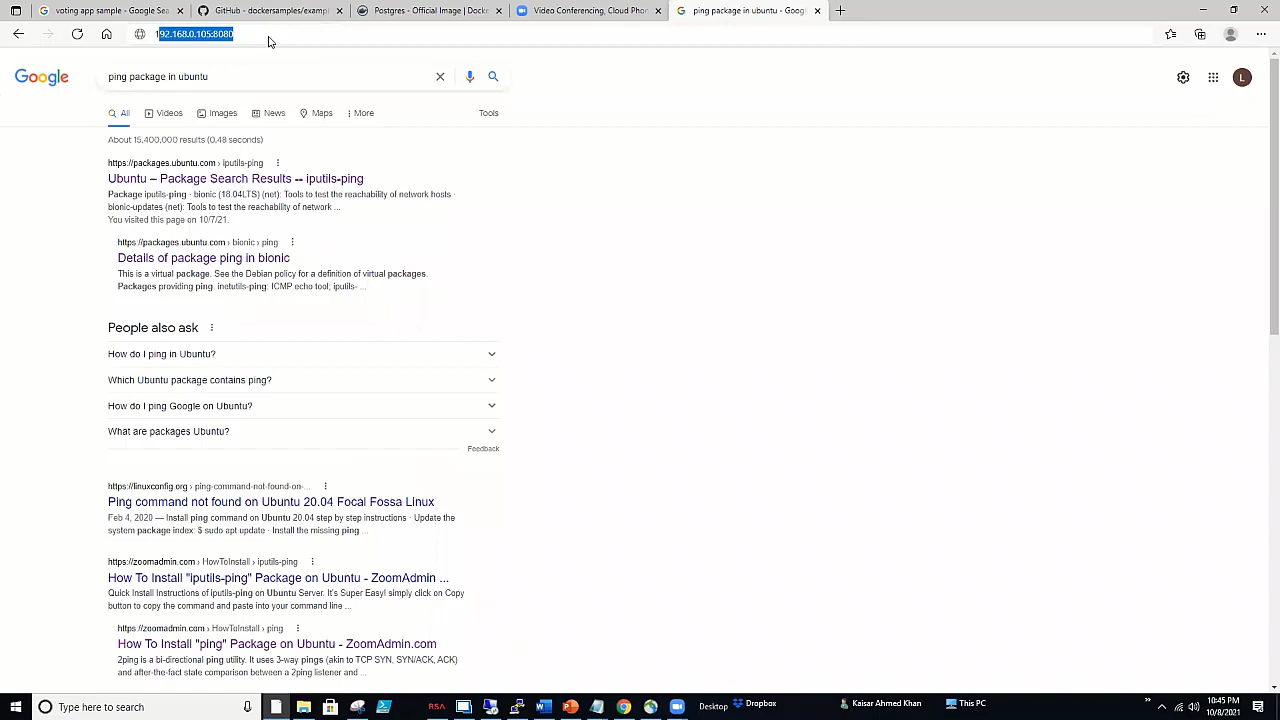 voting app sample - Google Sea
GitHub - dockersamples/exampl
Postgres - Official Image | Docke
Video Conferencing, Cloud Phon
ping package in ubuntu - Googl
192.168.0.105:8080
Google
ping package in ubuntu
L
All
Videos
Images
News
Maps
More
Tools
About 15,400,000 results (0.48 seconds)
https://packages.ubuntu.com › iputils-ping
Ubuntu – Package Search Results -- iputils-ping
Package iputils-ping · bionic (18.04LTS) (net): Tools to test the reachability of network hosts ·
bionic-updates (net): Tools to test the reachability of network ...
You visited this page on 10/7/21.
https://packages.ubuntu.com › bionic › ping
Details of package ping in bionic
This is a virtual package. See the Debian policy for a definition of virtual packages.
Packages providing ping. inetutils-ping: ICMP echo tool; iputils- ...
People also ask
How do I ping in Ubuntu?
Which Ubuntu package contains ping?
How do I ping Google on Ubuntu?
What are packages Ubuntu?
Feedback
https://linuxconfig.org › ping-command-not-found-on-...
Ping command not found on Ubuntu 20.04 Focal Fossa Linux
Feb 4, 2020 — Install ping command on Ubuntu 20.04 step by step instructions · Update the
system package index: $ sudo apt update · Install the missing ping ...
https://zoomadmin.com › HowToInstall › iputils-ping
How To Install "iputils-ping" Package on Ubuntu - ZoomAdmin ...
Quick Install Instructions of iputils-ping on Ubuntu Server. It's Super Easy! simply click on Copy
button to copy the command and paste into your command line ...
https://zoomadmin.com › HowToInstall › ping
How To Install "ping" Package on Ubuntu - ZoomAdmin.com
2ping is a bi-directional ping utility. It uses 3-way pings (akin to TCP SYN, SYN/ACK, ACK)
and after-the-fact state comparison between a 2ping listener and ...
Type here to search
RSA
Desktop
Dropbox
Kaisar Ahmed Khan
This PC
10:45 PM
10/8/2021